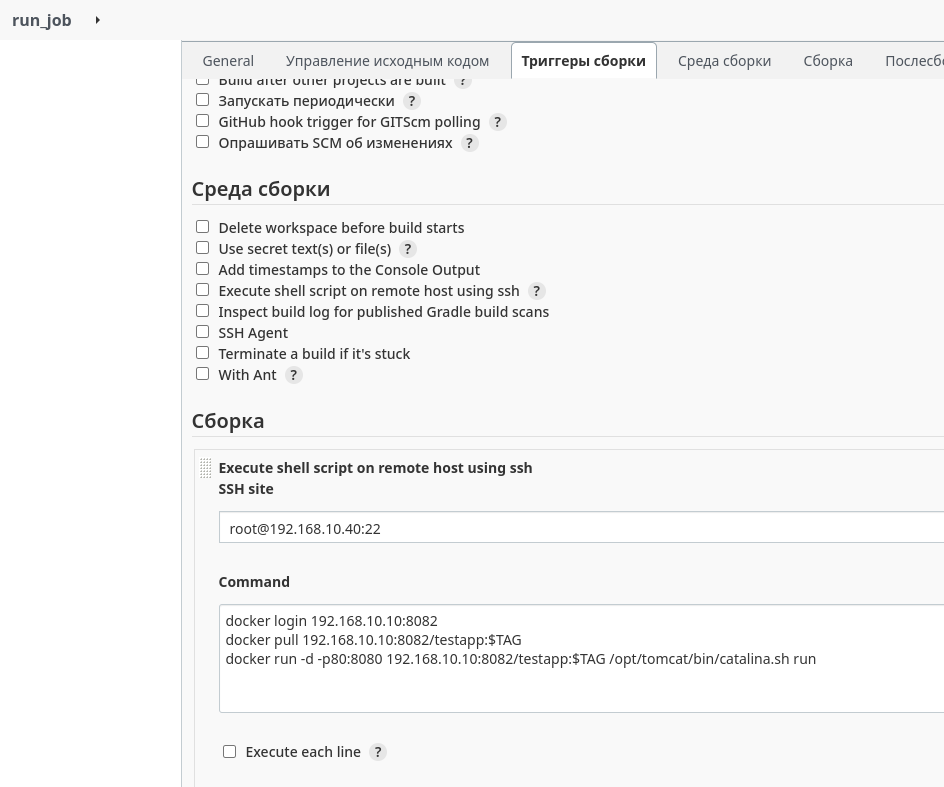 run_job
General Управление исходным кодом Триггеры сборки Среда сборки Сборка Послесб
Build after other projects are built ?
Запускать периодически ?
GitHub hook trigger for GITScm polling ?
Опрашивать SCM об изменениях ?
Среда сборки
Delete workspace before build starts
Use secret text(s) or file(s) ?
Add timestamps to the Console Output
Execute shell script on remote host using ssh ?
Inspect build log for published Gradle build scans
SSH Agent
Terminate a build if it's stuck
With Ant ?
Сборка
Execute shell script on remote host using ssh
SSH site
root@192.168.10.40:22
Command
docker login 192.168.10.10:8082
docker pull 192.168.10.10:8082/testapp:$TAG
docker run -d -p80:8080 192.168.10.10:8082/testapp:$TAG /opt/tomcat/bin/catalina.sh run
Execute each line ?